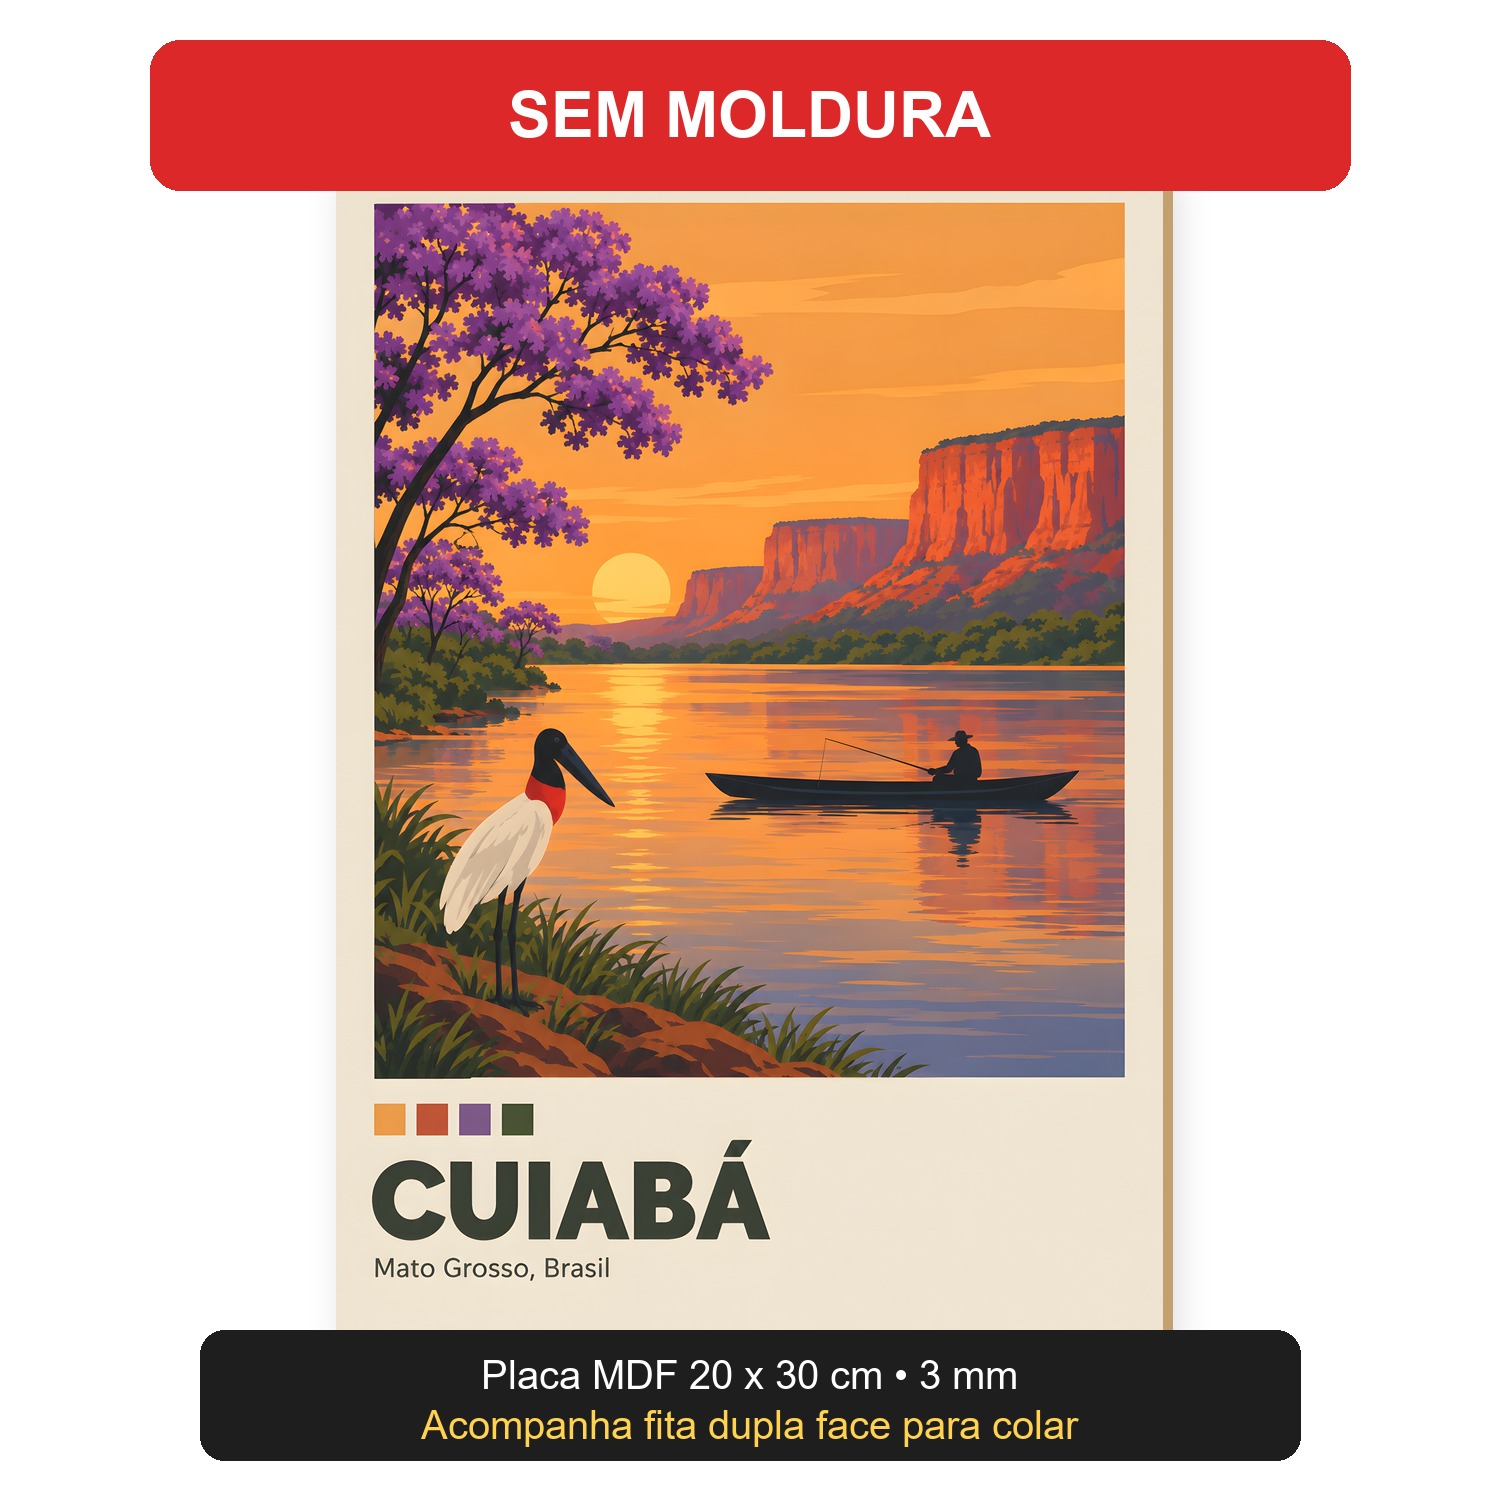 SEM MOLDURA
CUIABÁ
Mato Grosso, Brasil
Placa MDF 20 x 30 cm • 3 mm
Acompanha fita dupla face para colar